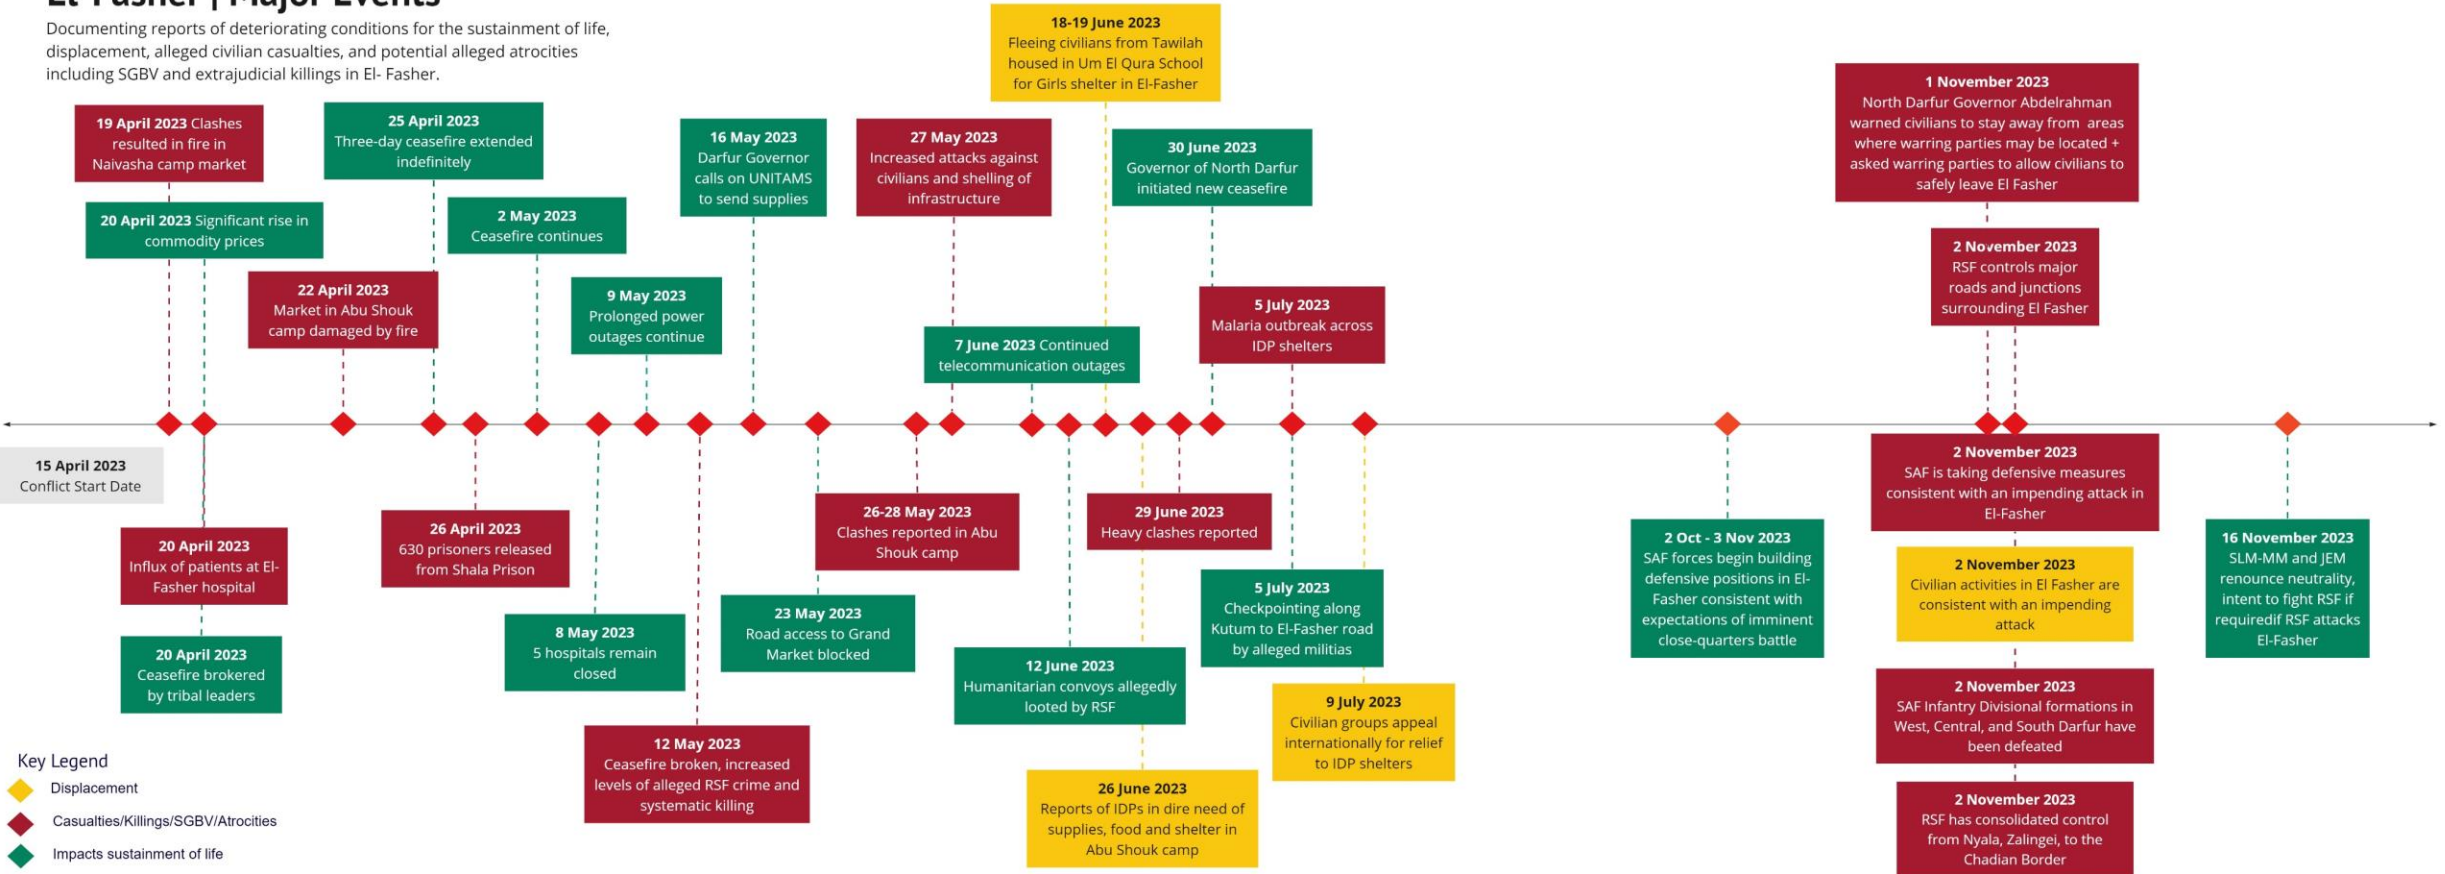 El-Fasher | Major Events
Documenting reports of deteriorating conditions for the sustainment of life,
displacement, alleged civilian casualties, and potential alleged atrocities
including SGBV and extrajudicial killings in El- Fasher.
19 April 2023 Clashes
resulted in fire in
Naivasha camp market
20 April 2023 Significant rise in
commodity prices
22 April 2023
Market in Abu Shouk
camp damaged by fire
25 April 2023
Three-day ceasefire extended
indefinitely
2 May 2023
Ceasefire continues
9 May 2023
Prolonged power
outages continue
16 May 2023
Darfur Governor
calls on UNITAMS
to send supplies
27 May 2023
Increased attacks against
civilians and shelling of
infrastructure
7 June 2023 Continued
telecommunication outages
18-19 June 2023
Fleeing civilians from Tawilah
housed in Um El Qura School
for Girls shelter in El-Fasher
30 June 2023
Governor of North Darfur
initiated new ceasefire
5 July 2023
Malaria outbreak across
IDP shelters
1 November 2023
North Darfur Governor Abdelrahman
warned civilians to stay away from areas
where warring parties may be located +
asked warring parties to allow civilians to
safely leave El Fasher
2 November 2023
RSF controls major
roads and junctions
surrounding El Fasher
15 April 2023
Conflict Start Date
20 April 2023
Influx of patients at El-
Fasher hospital
20 April 2023
Ceasefire brokered
by tribal leaders
26 April 2023
630 prisoners released
from Shala Prison
8 May 2023
5 hospitals remain
closed
12 May 2023
Ceasefire broken, increased
levels of alleged RSF crime and
systematic killing
23 May 2023
Road access to Grand
Market blocked
26-28 May 2023
Clashes reported in Abu
Shouk camp
12 June 2023
Humanitarian convoys allegedly
looted by RSF
26 June 2023
Reports of IDPs in dire need of
supplies, food and shelter in
Abu Shouk camp
29 June 2023
Heavy clashes reported
5 July 2023
Checkpointing along
Kutum to El-Fasher road
by alleged militias
9 July 2023
Civilian groups appeal
internationally for relief
to IDP shelters
2 Oct - 3 Nov 2023
SAF forces begin building
defensive positions in El-
Fasher consistent with
expectations of imminent
close-quarters battle
2 November 2023
SAF is taking defensive measures
consistent with an impending attack in
El-Fasher
2 November 2023
Civilian activities in El Fasher are
consistent with an impending
attack
2 November 2023
SAF Infantry Divisional formations in
West, Central, and South Darfur have
been defeated
2 November 2023
RSF has consolidated control
from Nyala, Zalingei, to the
Chadian Border
16 November 2023
SLM-MM and JEM
renounce neutrality,
intent to fight RSF if
requiredif RSF attacks
El-Fasher
Key Legend
Displacement
Casualties/Killings/SGBV/Atrocities
Impacts sustainment of life